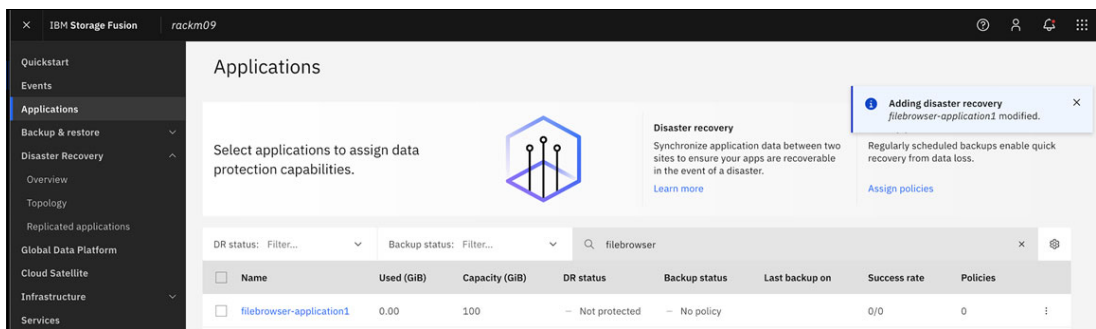 IBM Storage Fusion
rackm09
Quickstart
Events
Applications
Backup & restore
Disaster Recovery
Overview
Topology
Replicated applications
Global Data Platform
Cloud Satellite
Infrastructure
Services
Applications
Select applications to assign data
protection capabilities.
Disaster recovery
Synchronize application data between two
sites to ensure your apps are recoverable
in the event of a disaster.
Learn more
Adding disaster recovery
filebrowser-application1 modified.
Regularly scheduled backups enable quick
recovery from data loss.
Assign policies
DR status: Filter...
Backup status: Filter...
filebrowser
Name Used (GiB) Capacity (GiB) DR status Backup status Last backup on Success rate Policies
filebrowser-application1 0.00 100 – Not protected – No policy 0/0 0